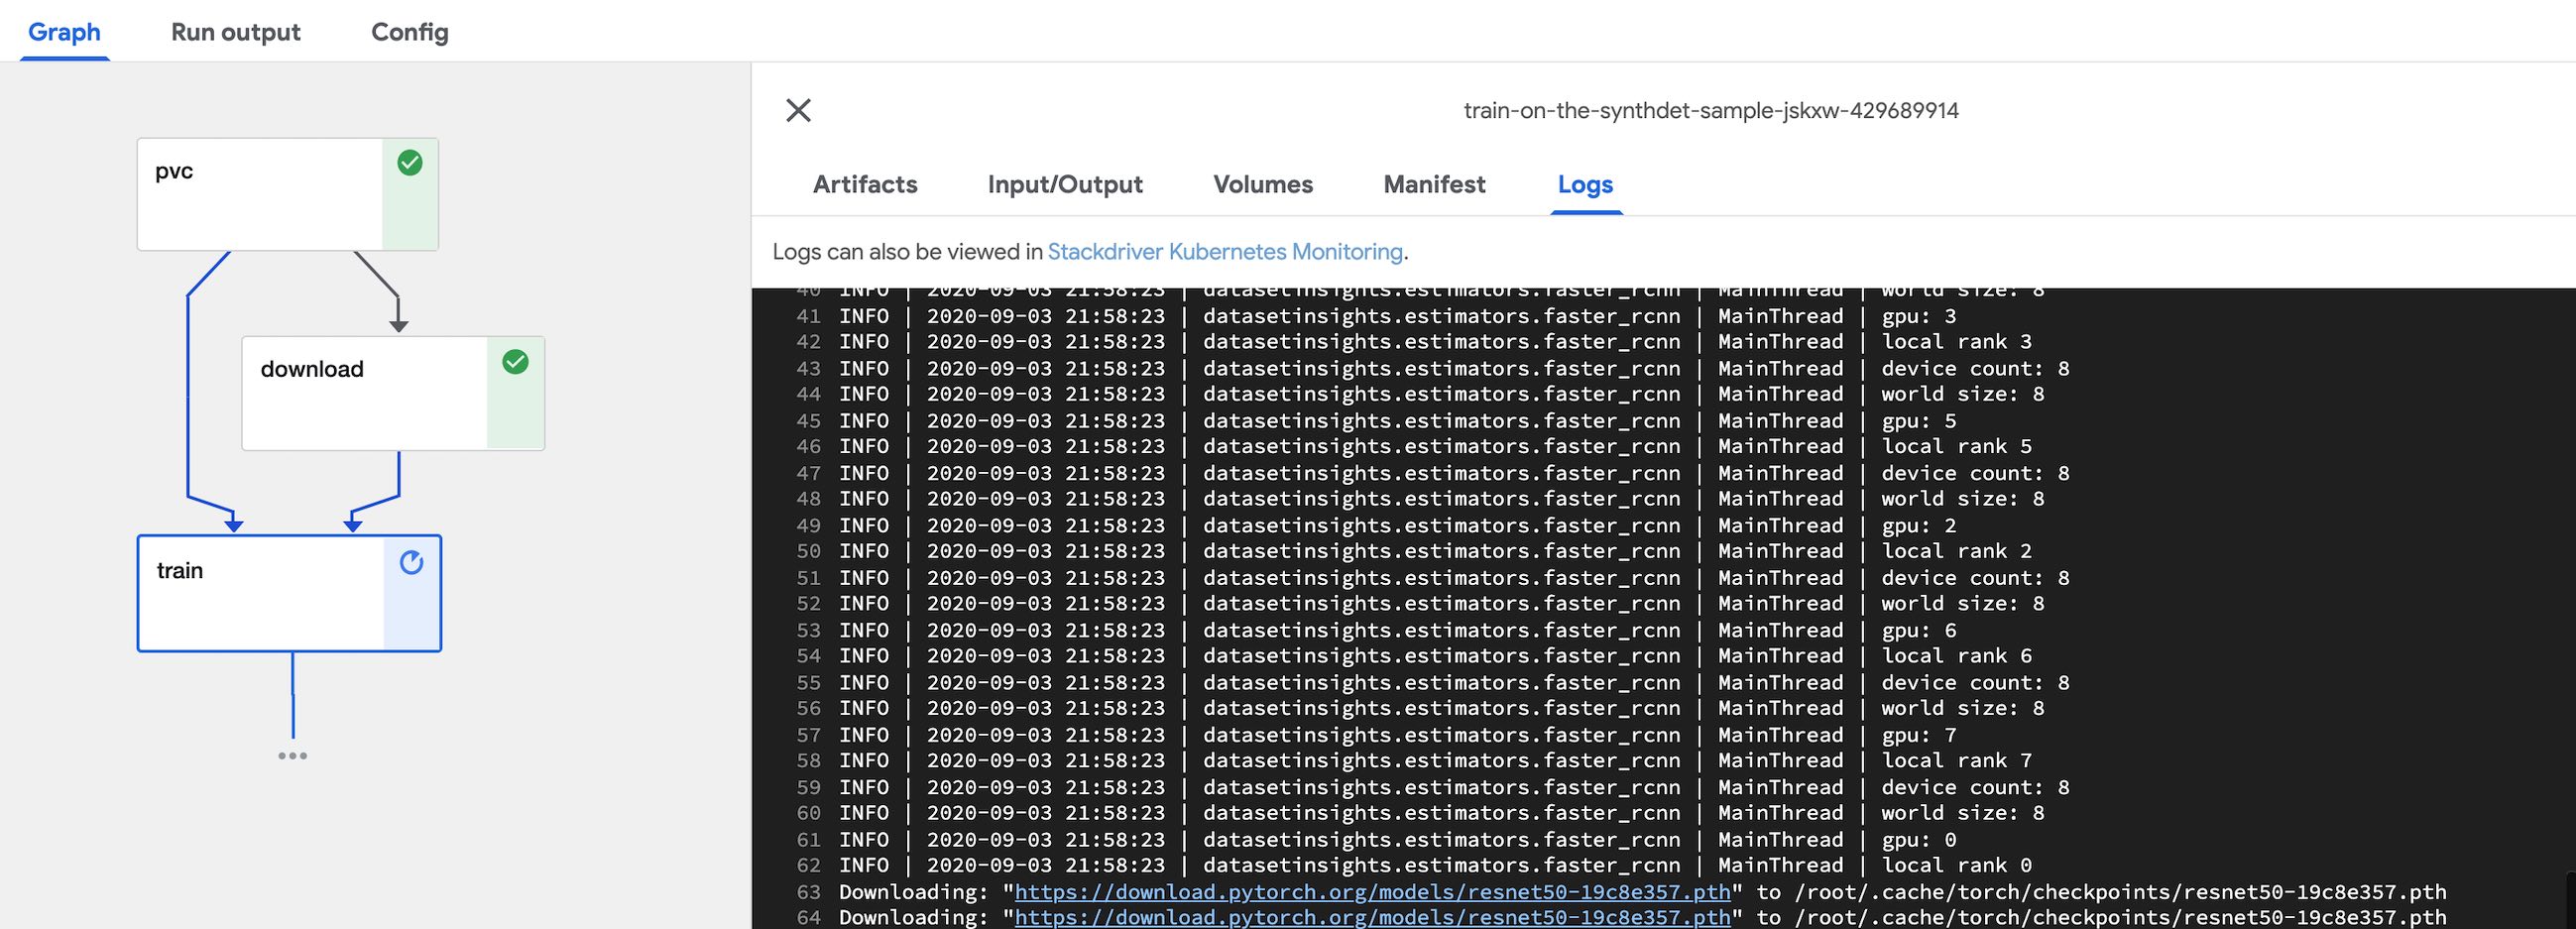 Graph Run output Config
pvc
download
train
train-on-the-synthdet-sample-jskxw-429689914
Artifacts Input/Output Volumes Manifest Logs
Logs can also be viewed in Stackdriver Kubernetes Monitoring.
40 INFO | 2020-09-03 21:58:23 | datasetinsights.estimators.faster_rcnn | MainThread | world size: 8
41 INFO | 2020-09-03 21:58:23 | datasetinsights.estimators.faster_rcnn | MainThread | gpu: 3
42 INFO | 2020-09-03 21:58:23 | datasetinsights.estimators.faster_rcnn | MainThread | local rank 3
43 INFO | 2020-09-03 21:58:23 | datasetinsights.estimators.faster_rcnn | MainThread | device count: 8
44 INFO | 2020-09-03 21:58:23 | datasetinsights.estimators.faster_rcnn | MainThread | world size: 8
45 INFO | 2020-09-03 21:58:23 | datasetinsights.estimators.faster_rcnn | MainThread | gpu: 5
46 INFO | 2020-09-03 21:58:23 | datasetinsights.estimators.faster_rcnn | MainThread | local rank 5
47 INFO | 2020-09-03 21:58:23 | datasetinsights.estimators.faster_rcnn | MainThread | device count: 8
48 INFO | 2020-09-03 21:58:23 | datasetinsights.estimators.faster_rcnn | MainThread | world size: 8
49 INFO | 2020-09-03 21:58:23 | datasetinsights.estimators.faster_rcnn | MainThread | gpu: 2
50 INFO | 2020-09-03 21:58:23 | datasetinsights.estimators.faster_rcnn | MainThread | local rank 2
51 INFO | 2020-09-03 21:58:23 | datasetinsights.estimators.faster_rcnn | MainThread | device count: 8
52 INFO | 2020-09-03 21:58:23 | datasetinsights.estimators.faster_rcnn | MainThread | world size: 8
53 INFO | 2020-09-03 21:58:23 | datasetinsights.estimators.faster_rcnn | MainThread | gpu: 6
54 INFO | 2020-09-03 21:58:23 | datasetinsights.estimators.faster_rcnn | MainThread | local rank 6
55 INFO | 2020-09-03 21:58:23 | datasetinsights.estimators.faster_rcnn | MainThread | device count: 8
56 INFO | 2020-09-03 21:58:23 | datasetinsights.estimators.faster_rcnn | MainThread | world size: 8
57 INFO | 2020-09-03 21:58:23 | datasetinsights.estimators.faster_rcnn | MainThread | gpu: 7
58 INFO | 2020-09-03 21:58:23 | datasetinsights.estimators.faster_rcnn | MainThread | local rank 7
59 INFO | 2020-09-03 21:58:23 | datasetinsights.estimators.faster_rcnn | MainThread | device count: 8
60 INFO | 2020-09-03 21:58:23 | datasetinsights.estimators.faster_rcnn | MainThread | world size: 8
61 INFO | 2020-09-03 21:58:23 | datasetinsights.estimators.faster_rcnn | MainThread | gpu: 0
62 INFO | 2020-09-03 21:58:23 | datasetinsights.estimators.faster_rcnn | MainThread | local rank 0
63 Downloading: "https://download.pytorch.org/models/resnet50-19c8e357.pth" to /root/.cache/torch/checkpoints/resnet50-19c8e357.pth
64 Downloading: "https://download.pytorch.org/models/resnet50-19c8e357.pth" to /root/.cache/torch/checkpoints/resnet50-19c8e357.pth